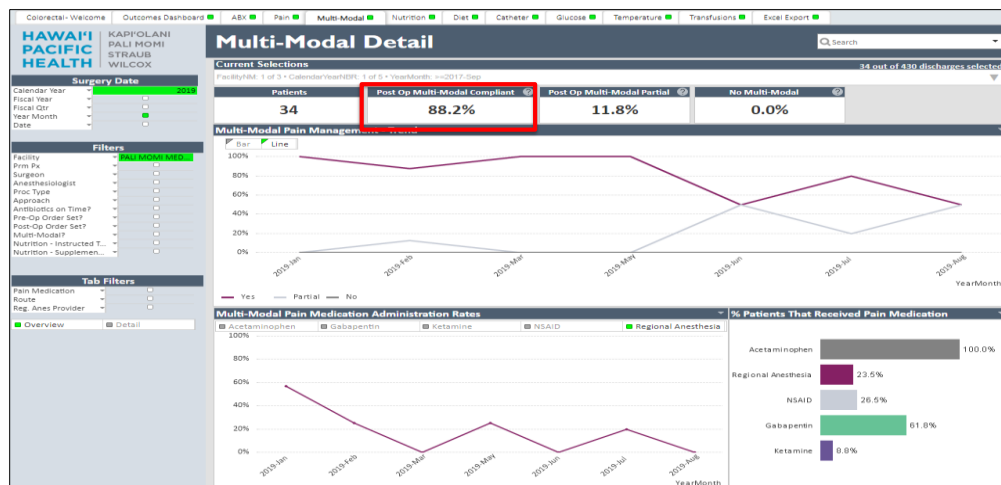 Colorectal- Welcome
Outcomes Dashboard
ABX
Pain
Multi-Modal
Nutrition
Diet
Catheter
Glucose
Temperature
Transfusions
Excel Export
HAWAI'I
PACIFIC
HEALTH
KAPI'OLANI
PALI MOMI
STRAUB
WILCOX
Multi-Modal Detail
Search
Current Selections
34 out of 430 discharges selected
FacilityNM: 1 of 3 • CalendarYearNBR: 1 of 5 • YearMonth: >=2017-Sep
Surgery Date
Calendar Year
2019
Fiscal Year
Fiscal Qtr
Year Month
Date
Filters
Facility
PALI MOMI MED...
Prm Px
Surgeon
Anesthesiologist
Proc Type
Approach
Antibiotics on Time?
Pre-Op Order Set?
Post-Op Order Set?
Multi-Modal?
Nutrition - Instructed T...
Nutrition - Supplemen...
Tab Filters
Pain Medication
Route
Reg. Anes Provider
Overview
Detail
Patients
34
Post Op Multi-Modal Compliant
88.2%
Post Op Multi-Modal Partial
11.8%
No Multi-Modal
0.0%
Multi-Modal Pain Management - Trend
Bar
Line
100%
80%
60%
40%
20%
0%
2019-Jan
2019-Feb
2019-Mar
2019-May
2019-Jun
2019-Jul
2019-Aug
YearMonth
Yes
Partial
No
Multi-Modal Pain Medication Administration Rates
Acetaminophen
Gabapentin
Ketamine
NSAID
Regional Anesthesia
100%
80%
60%
40%
20%
0%
2019-Jan
2019-Feb
2019-Mar
2019-May
2019-Jun
2019-Jul
2019-Aug
YearMonth
% Patients That Received Pain Medication
Acetaminophen
100.0%
Regional Anesthesia
23.5%
NSAID
26.5%
Gabapentin
61.8%
Ketamine
8.8%